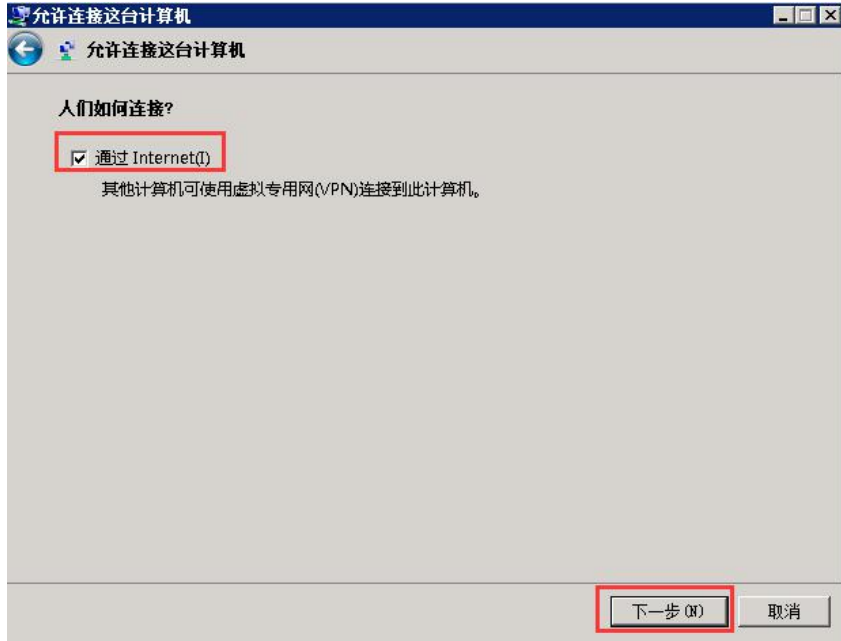 允许连接这台计算机
允许连接这台计算机
人们如何连接?
通过 Internet(I)
其他计算机可使用虚拟专用网(VPN)连接到此计算机。
下一步(N) 取消